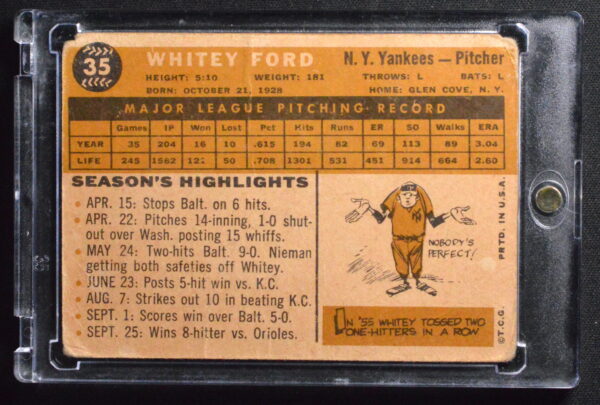 35
WHITEY FORD
N. Y. Yankees — Pitcher
HEIGHT: 5:10 WEIGHT: 181 THROWS: L BATS: L
BORN: OCTOBER 21, 1928 HOME: GLEN COVE, N. Y.
MAJOR LEAGUE PITCHING RECORD
Games IP Won Lost Pct Hits Runs ER SO Walks ERA
YEAR 35 204 16 10 .615 194 82 69 113 89 3.04
LIFE 245 1562 121 50 .708 1301 531 451 914 664 2.60
SEASON'S HIGHLIGHTS
• APR. 15: Stops Balt. on 6 hits.
• APR. 22: Pitches 14-inning, 1-0 shut-
out over Wash. posting 15 whiffs.
• MAY 24: Two-hits Balt. 9-0. Nieman
getting both safeties off Whitey.
• JUNE 23: Posts 5-hit win vs. K.C.
• AUG. 7: Strikes out 10 in beating K.C.
• SEPT. 1: Scores win over Balt. 5-0.
• SEPT. 25: Wins 8-hitter vs. Orioles.
NOBODY'S
PERFECT!
IN '55 WHITEY TOSSED TWO
ONE-HITTERS IN A ROW
©T.C.G. PRTD. IN U.S.A.